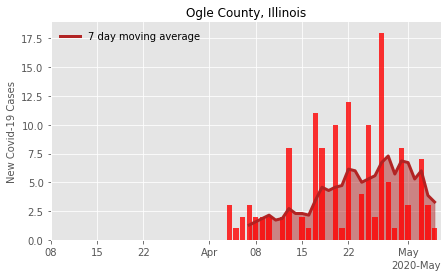 Ogle County, Illinois
7 day moving average
New Covid-19 Cases
17.5
15.0
12.5
10.0
7.5
5.0
2.5
0.0
08 15 22 Apr 08 15 22 May
2020-May